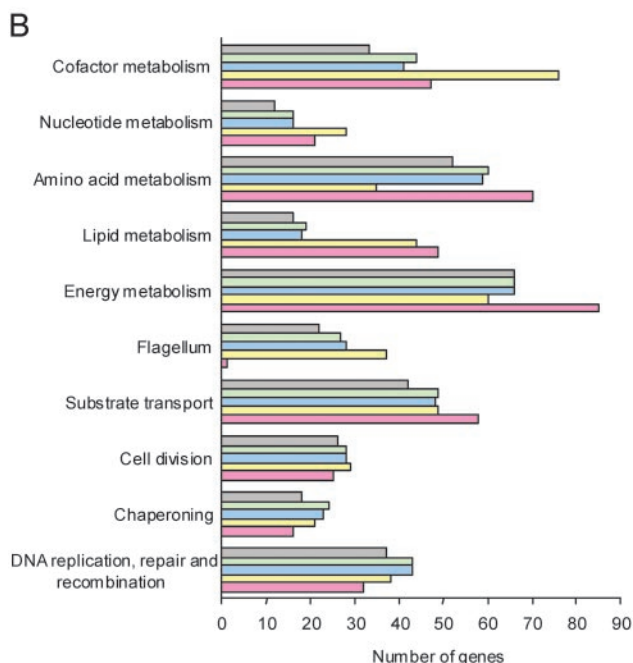 B
Cofactor metabolism
Nucleotide metabolism
Amino acid metabolism
Lipid metabolism
Energy metabolism
Flagellum
Substrate transport
Cell division
Chaperoning
DNA replication, repair and
recombination
0 10 20 30 40 50 60 70 80 90
Number of genes